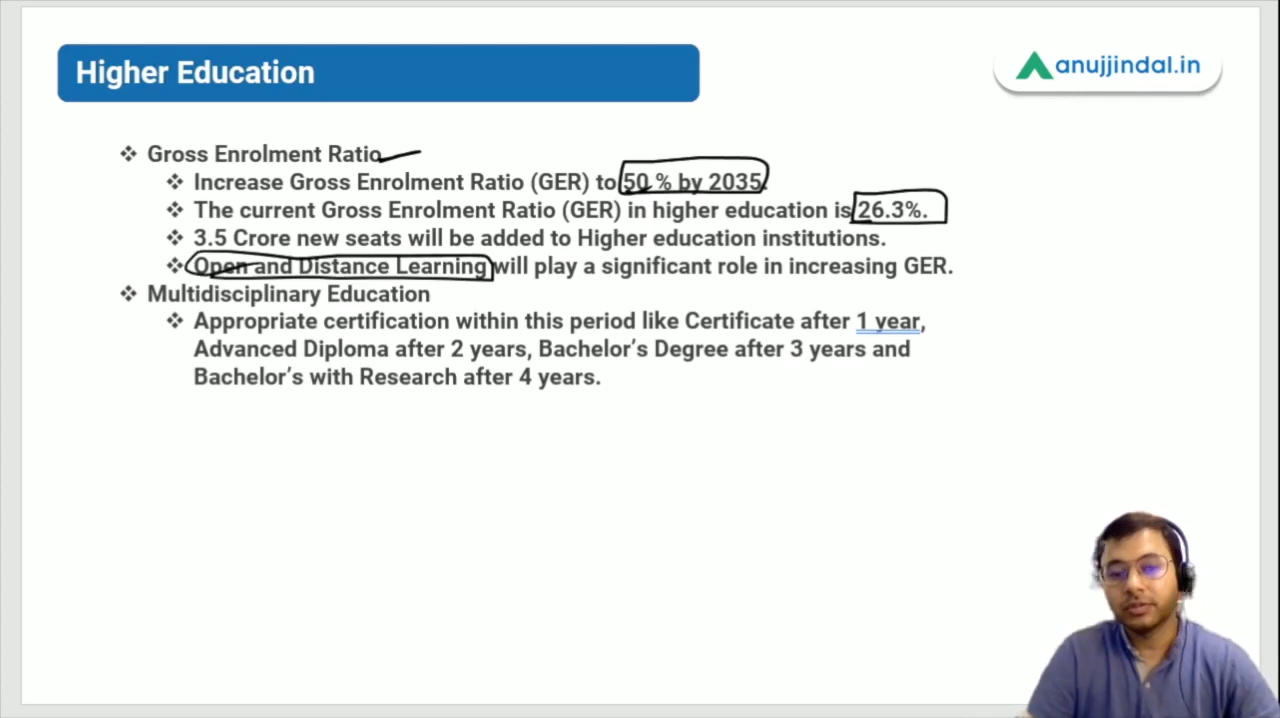 Higher Education
anujjindal.in
❖ Gross Enrolment Ratio
❖ Increase Gross Enrolment Ratio (GER) to 50 % by 2035.
❖ The current Gross Enrolment Ratio (GER) in higher education is 26.3%.
❖ 3.5 Crore new seats will be added to Higher education institutions.
❖ Open and Distance Learning will play a significant role in increasing GER.
❖ Multidisciplinary Education
❖ Appropriate certification within this period like Certificate after 1 year,
Advanced Diploma after 2 years, Bachelor’s Degree after 3 years and
Bachelor’s with Research after 4 years.